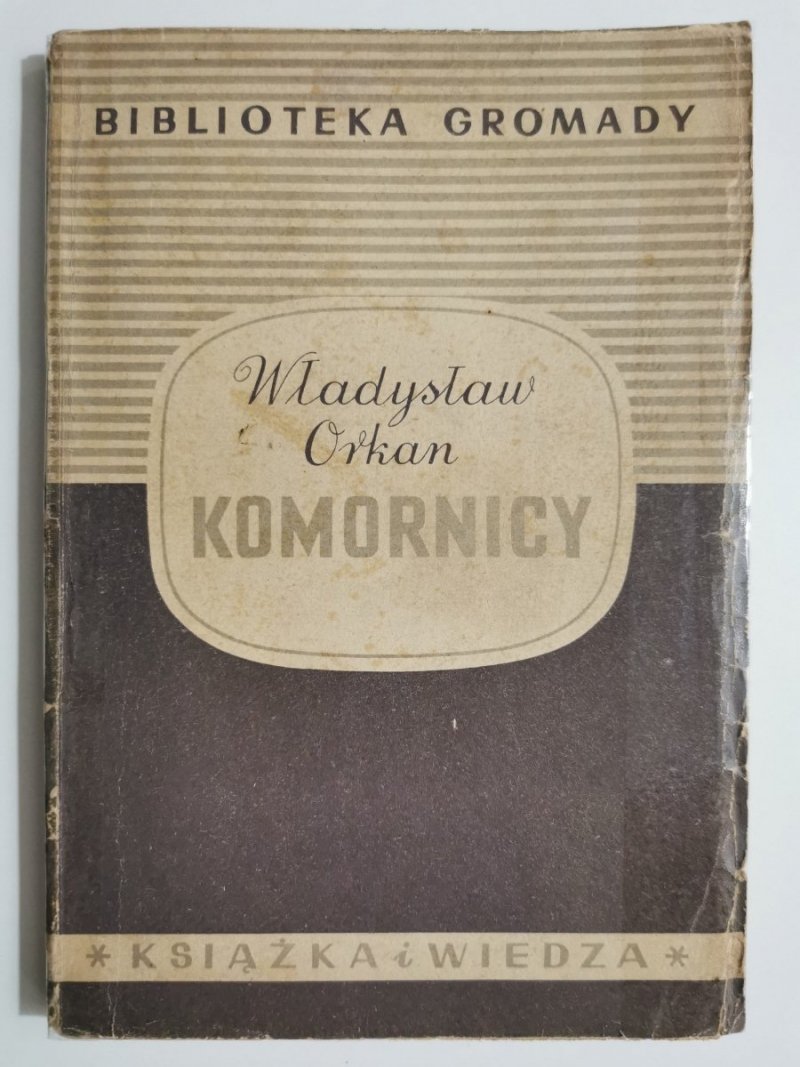 BIBLIOTEKA GROMADY
Władysław
Orkan
KOMORNICY
* KSIĄŻKA i WIEDZA *